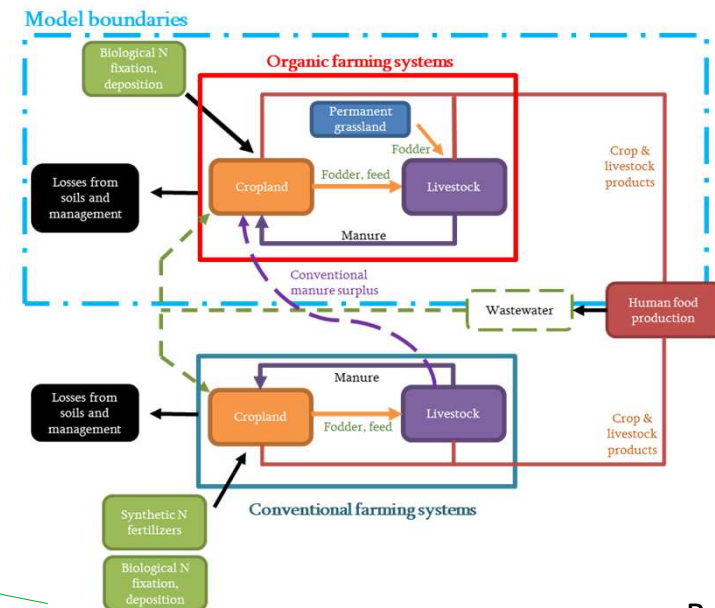 Model boundaries
Biological N
fixation,
deposition
Organic farming systems
Permanent
grassland
Fodder
Crop &
livestock
products
Losses from
soils and
management
Cropland
Fodder, feed
Livestock
Manure
Conventional
manure surplus
Wastewater
Human food
production
Manure
Losses from
soils and
management
Cropland
Fodder, feed
Livestock
Crop &
livestock
products
Conventional farming systems
Synthetic N
fertilizers
Biological N
fixation,
deposition